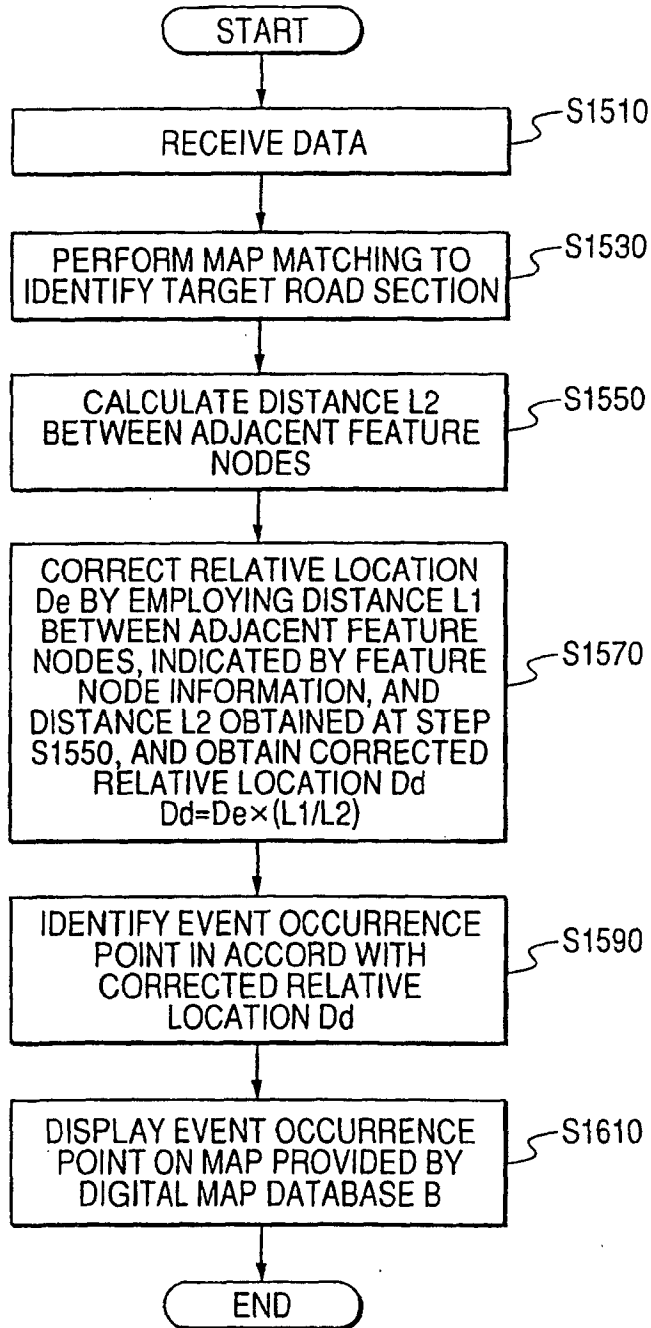 START
RECEIVE DATA
S1510
PERFORM MAP MATCHING TO
IDENTIFY TARGET ROAD SECTION
S1530
CALCULATE DISTANCE L2
BETWEEN ADJACENT FEATURE
NODES
S1550
CORRECT RELATIVE LOCATION
De BY EMPLOYING DISTANCE L1
BETWEEN ADJACENT FEATURE
NODES, INDICATED BY FEATURE
NODE INFORMATION, AND
DISTANCE L2 OBTAINED AT STEP
S1550, AND OBTAIN CORRECTED
RELATIVE LOCATION Dd
Dd=De×(L1/L2)
S1570
IDENTIFY EVENT OCCURRENCE
POINT IN ACCORD WITH
CORRECTED RELATIVE
LOCATION Dd
S1590
DISPLAY EVENT OCCURRENCE
POINT ON MAP PROVIDED BY
DIGITAL MAP DATABASE B
S1610
END